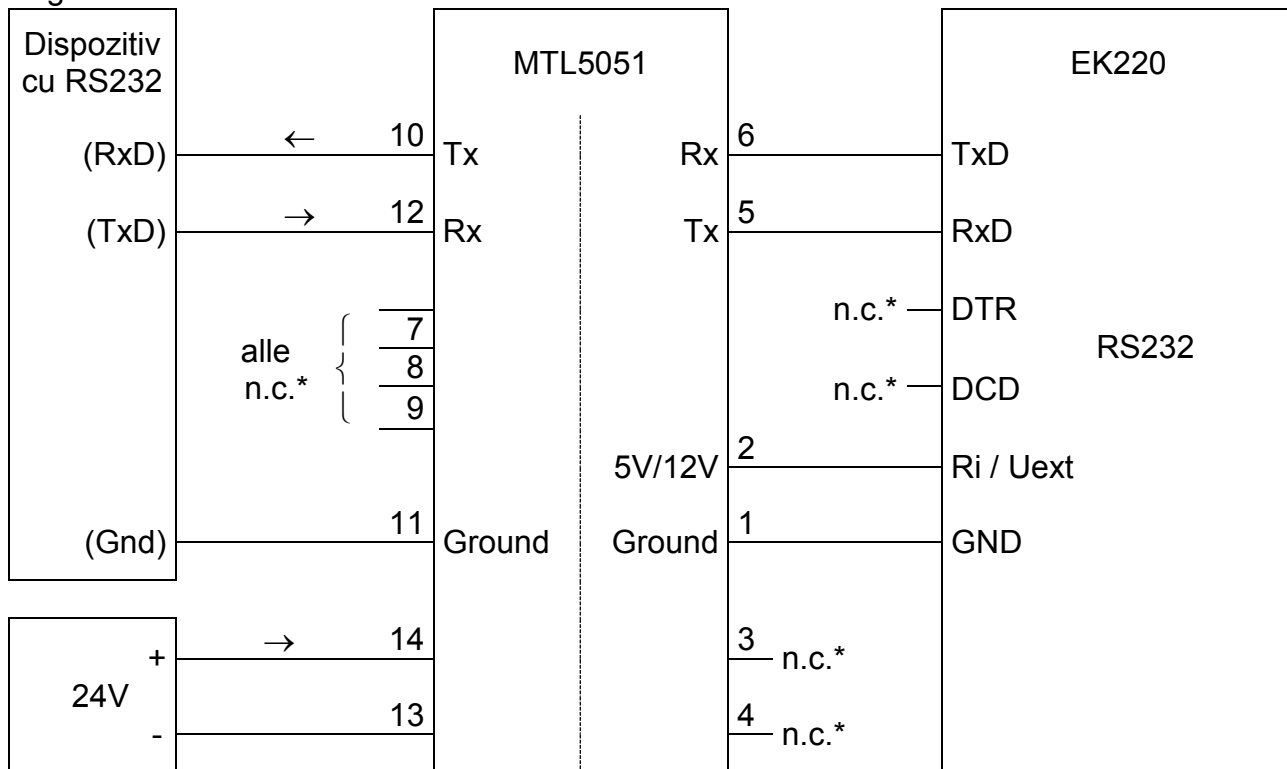 Dispozitiv
cu RS232
MTL5051
EK220
(RxD)
←
10
Tx
Rx
6
TxD
(TxD)
→
12
Rx
Tx
5
RxD
n.c.*
DTR
alle
n.c.*
7
8
9
RS232
n.c.*
DCD
5V/12V
2
Ri / Uext
(Gnd)
11
Ground
Ground
1
GND
+
→
14
3
n.c.*
24V
-
13
4
n.c.*